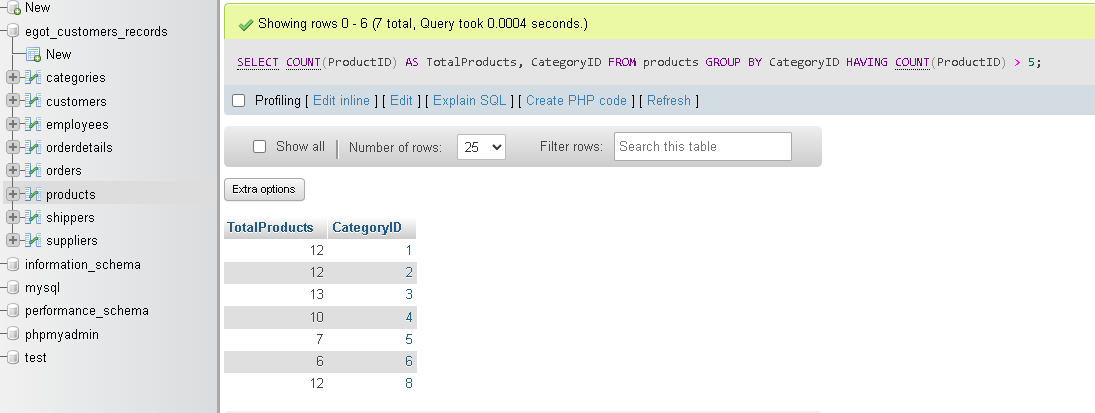 New
egot_customers_records
New
categories
customers
employees
orderdetails
orders
products
shippers
suppliers
information_schema
mysql
performance_schema
phpmyadmin
test
Showing rows 0 - 6 (7 total, Query took 0.0004 seconds.)
SELECT COUNT(ProductID) AS TotalProducts, CategoryID FROM products GROUP BY CategoryID HAVING COUNT(ProductID) > 5;
Profiling [ Edit inline ] [ Edit ] [ Explain SQL ] [ Create PHP code ] [ Refresh ]
Show all | Number of rows: 25 Filter rows: Search this table
Extra options
TotalProducts CategoryID
12 1
12 2
13 3
10 4
7 5
6 6
12 8